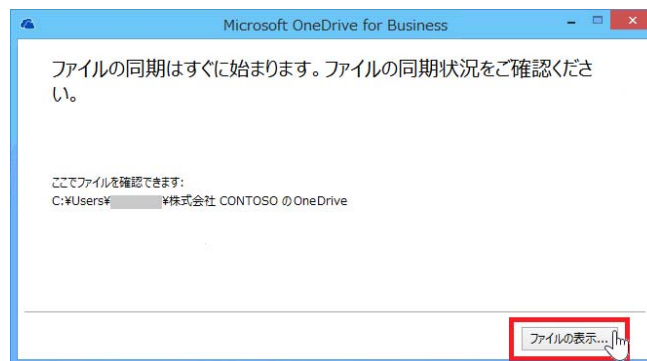 Microsoft OneDrive for Business
ファイルの同期はすぐに始まります。ファイルの同期状況をご確認くださ
い。
ここでファイルを確認できます:
C:¥Users¥ ¥株式会社 CONTOSO の OneDrive
ファイルの表示...